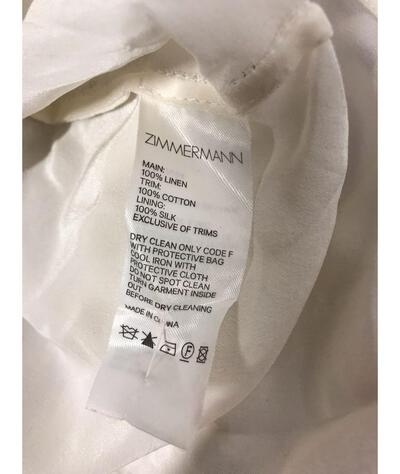 ZIMMERMANN
MAIN:
100% LINEN
TRIM:
100% COTTON
LINING:
100% SILK
EXCLUSIVE OF TRIMS
DRY CLEAN ONLY CODE F
WITH PROTECTIVE BAG
COOL IRON WITH
PROTECTIVE CLOTH
DO NOT SPOT CLEAN
TURN GARMENT INSIDE
OUT
BEFORE DRY CLEANING
MADE IN CHINA
F